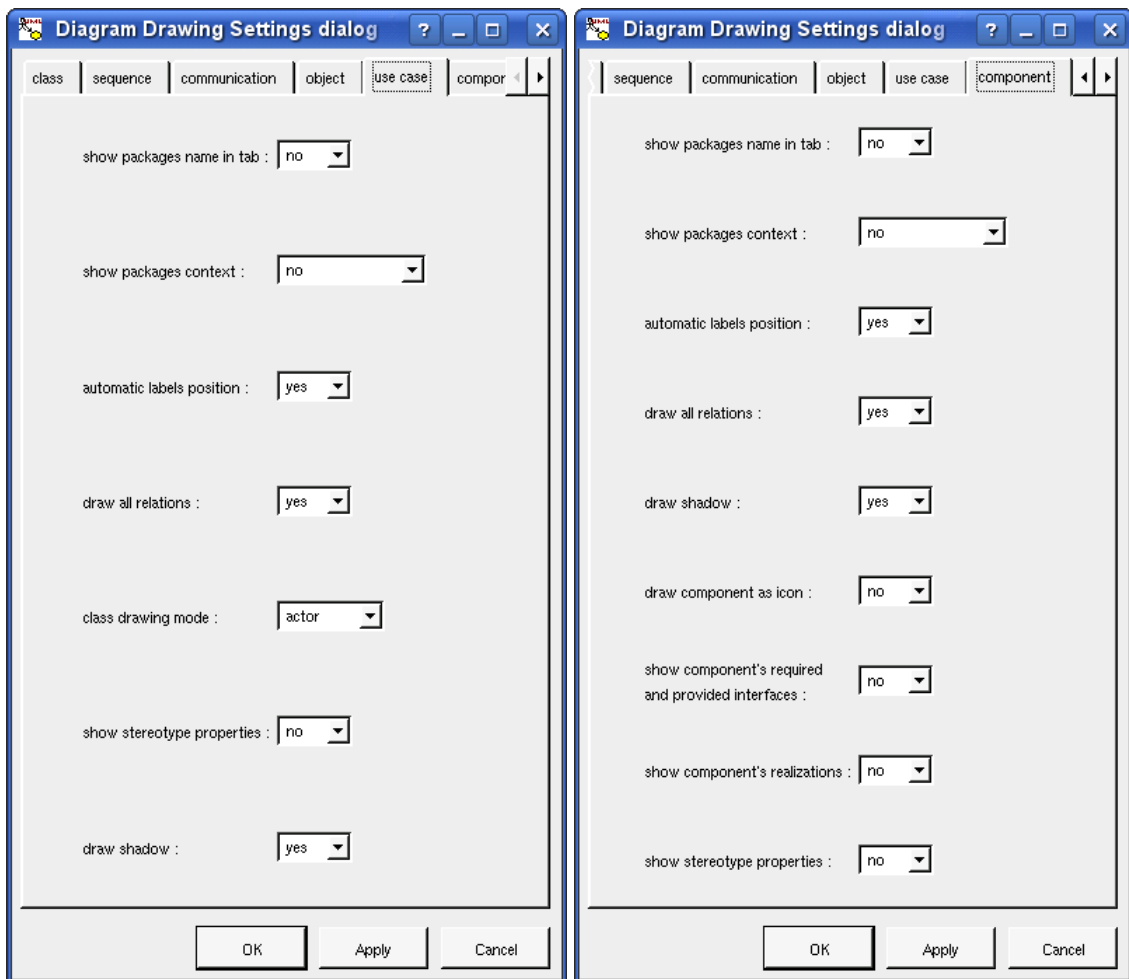 Diagram Drawing Settings dialog
class sequence communication object use case compor
show packages name in tab : no
show packages context : no
automatic labels position : yes
draw all relations : yes
class drawing mode : actor
show stereotype properties : no
draw shadow : yes
OK Apply Cancel
Diagram Drawing Settings dialog
sequence communication object use case component
show packages name in tab : no
show packages context : no
automatic labels position : yes
draw all relations : yes
draw shadow : yes
draw component as icon : no
show component's required
and provided interfaces : no
show component's realizations : no
show stereotype properties : no
OK Apply Cancel